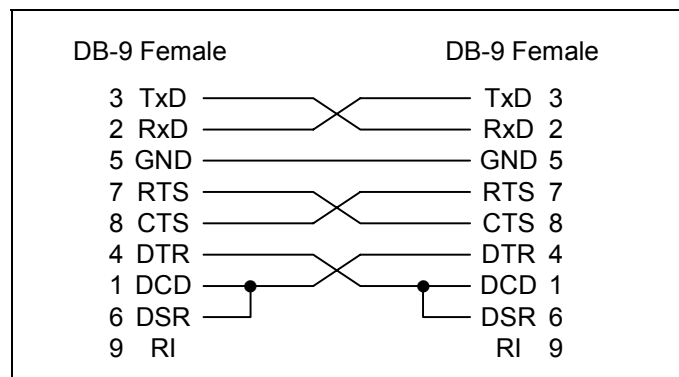 DB-9 Female DB-9 Female
3 TxD TxD 3
2 RxD RxD 2
5 GND GND 5
7 RTS RTS 7
8 CTS CTS 8
4 DTR DTR 4
1 DCD DCD 1
6 DSR DSR 6
9 RI RI 9